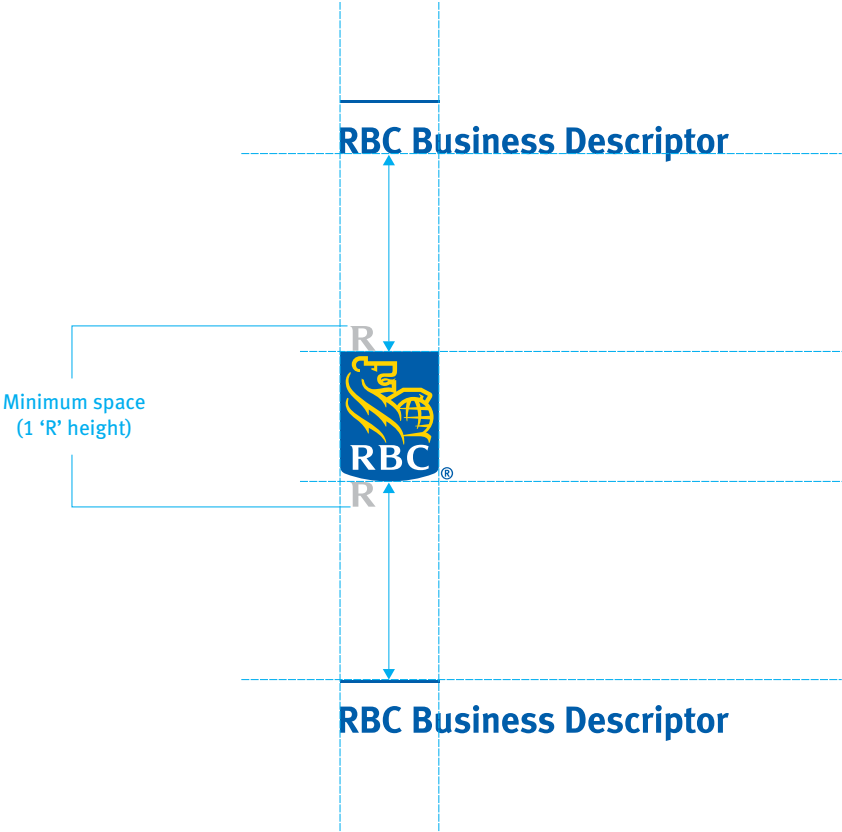 RBC Business Descriptor
R
Minimum space
(1 ‘R’ height)
RBC®
R
RBC Business Descriptor